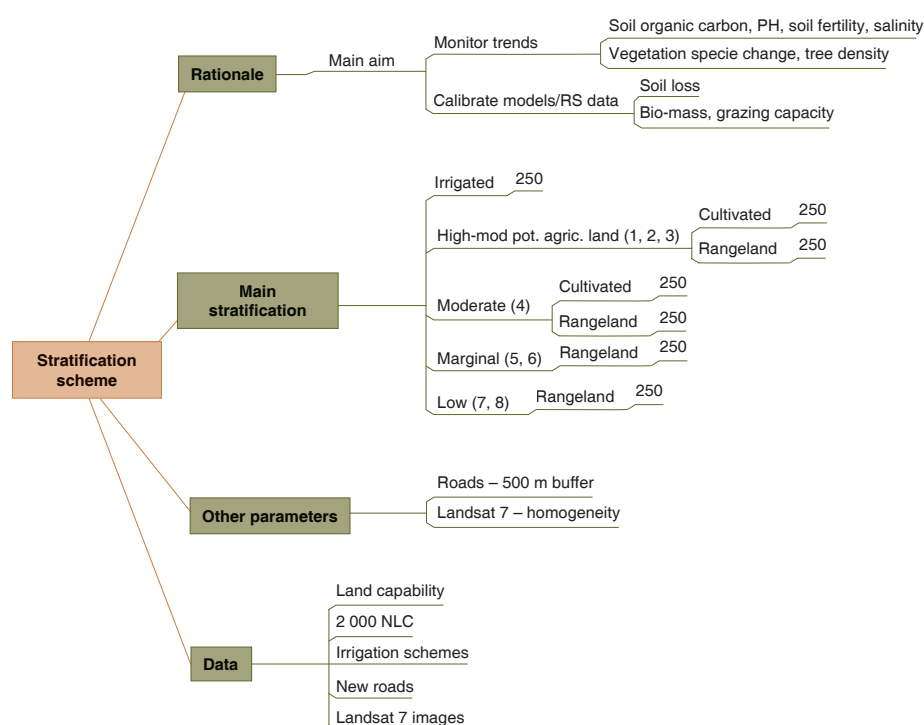 Stratification
scheme
Rationale
Main aim
Monitor trends
Soil organic carbon, PH, soil fertility, salinity
Vegetation specie change, tree density
Calibrate models/RS data
Soil loss
Bio-mass, grazing capacity
Main
stratification
Irrigated 250
High-mod pot. agric. land (1, 2, 3)
Cultivated 250
Rangeland 250
Moderate (4)
Cultivated 250
Rangeland 250
Marginal (5, 6) Rangeland 250
Low (7, 8) Rangeland 250
Other parameters
Roads – 500 m buffer
Landsat 7 – homogeneity
Data
Land capability
2 000 NLC
Irrigation schemes
New roads
Landsat 7 images